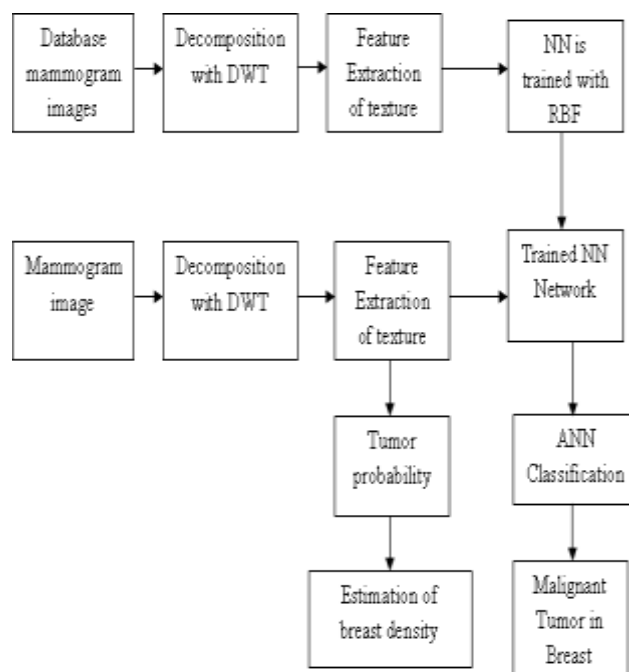 Database
mammogram
images
Decomposition
with DWT
Feature
Extraction
of texture
NN is
trained with
RBF
Mammogram
image
Decomposition
with DWT
Feature
Extraction
of texture
Trained NN
Network
Tumor
probability
ANN
Classification
Estimation of
breast density
Malignant
Tumor in
Breast